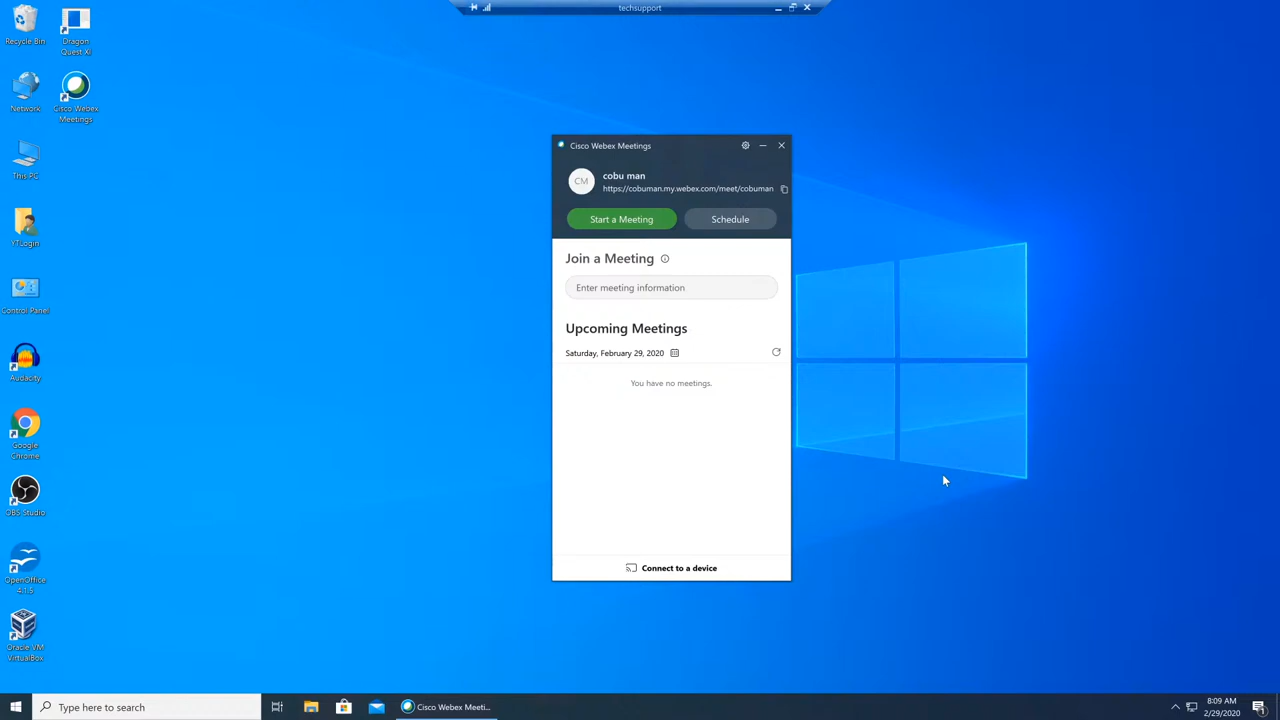 techsupport
Recycle Bin
Dragon
Quest XI
Network
Cisco Webex
Meetings
This PC
YTLogin
Control Panel
Audacity
Google
Chrome
OBS Studio
OpenOffice
4.1.5
Oracle VM
VirtualBox
Cisco Webex Meetings
CM
cobu man
https://cobuman.my.webex.com/meet/cobuman
Start a Meeting
Schedule
Join a Meeting
Enter meeting information
Upcoming Meetings
Saturday, February 29, 2020
You have no meetings.
Connect to a device
Type here to search
Cisco Webex Meeti...
8:09 AM
2/29/2020